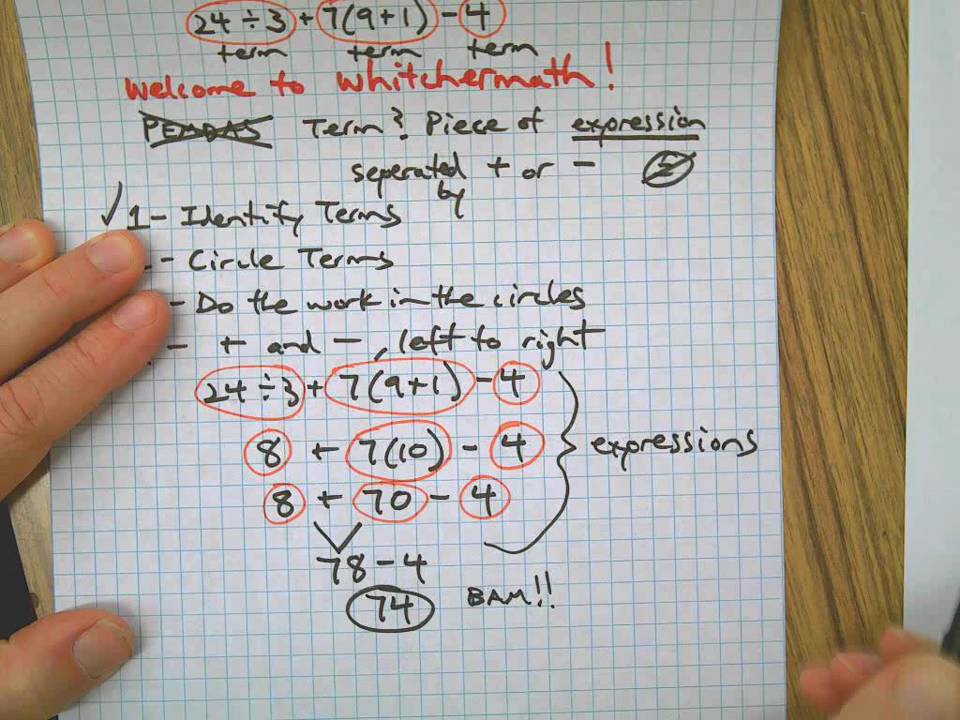 24 ÷ 3 + 7(9+1) - 4
term term term
Welcome to Whitchermath!
PEMDAS Term? Piece of expression
seperated by + or - =
✓ 1- Identify Terms
- Circle Terms
- Do the work in the circles
- + and -, left to right
24 ÷ 3 + 7(9+1) - 4
8 + 7(10) - 4 expressions
8 + 70 - 4
78 - 4
74 BAM!!